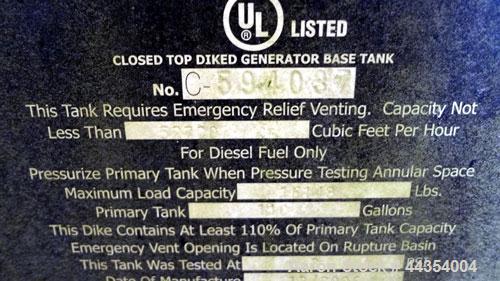 UL
® LISTED
CLOSED TOP DIKED GENERATOR BASE TANK
No. C-594037
This Tank Requires Emergency Relief Venting. Capacity Not
Less Than Cubic Feet Per Hour
For Diesel Fuel Only
Pressurize Primary Tank When Pressure Testing Annular Space
Maximum Load Capacity Lbs.
Primary Tank Gallons
This Dike Contains At Least 110% Of Primary Tank Capacity
Emergency Vent Opening Is Located On Rupture Basin
This Tank Was Tested At PSI
Date Of Manufacture
44354004